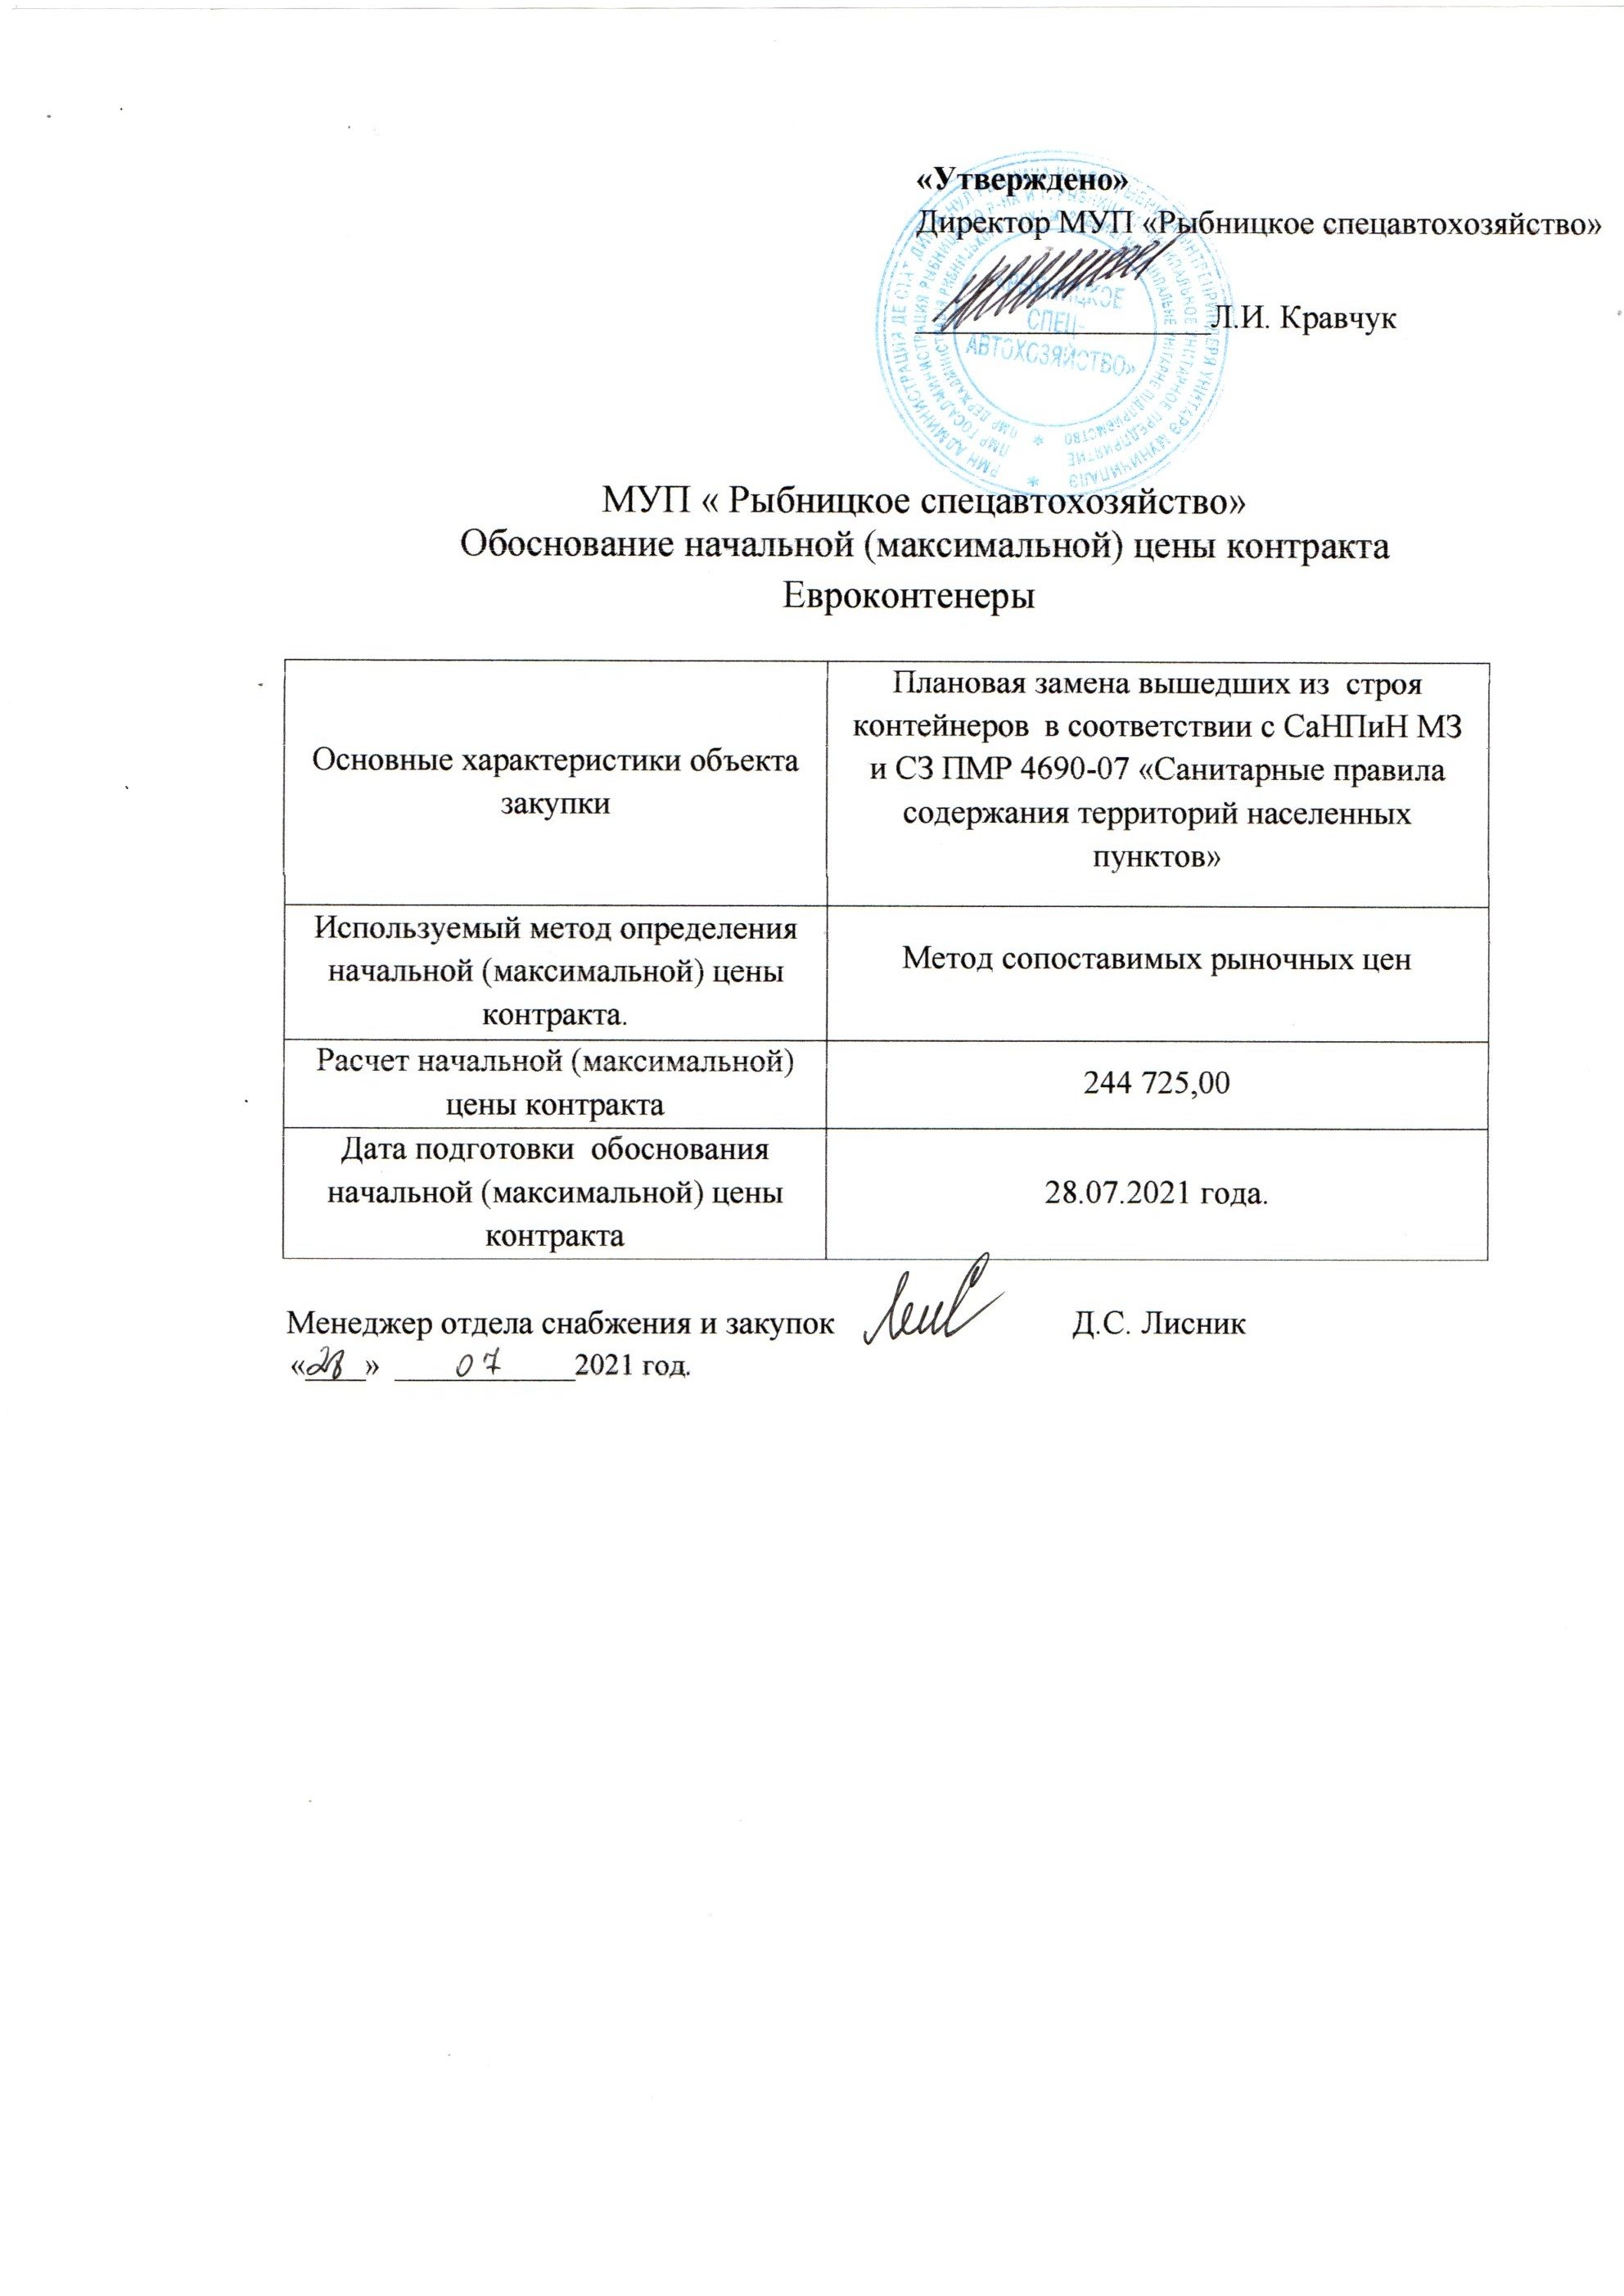 «Утверждено»
Директор МУП «Рыбницкое спецавтохозяйство»
Л.И. Кравчук
СПЕЦ-
АВТОХОЗЯЙСТВО»
МУП « Рыбницкое спецавтохозяйство»
Обоснование начальной (максимальной) цены контракта
Евроконтенеры
Основные характеристики объекта
закупки
Плановая замена вышедших из строя
контейнеров в соответствии с СаНПиН МЗ
и СЗ ПМР 4690-07 «Санитарные правила
содержания территорий населенных
пунктов»
Используемый метод определения
начальной (максимальной) цены
контракта.
Метод сопоставимых рыночных цен
Расчет начальной (максимальной)
цены контракта
244 725,00
Дата подготовки обоснования
начальной (максимальной) цены
контракта
28.07.2021 года.
Менеджер отдела снабжения и закупок Д.С. Лисник
«28» 07 2021 год.